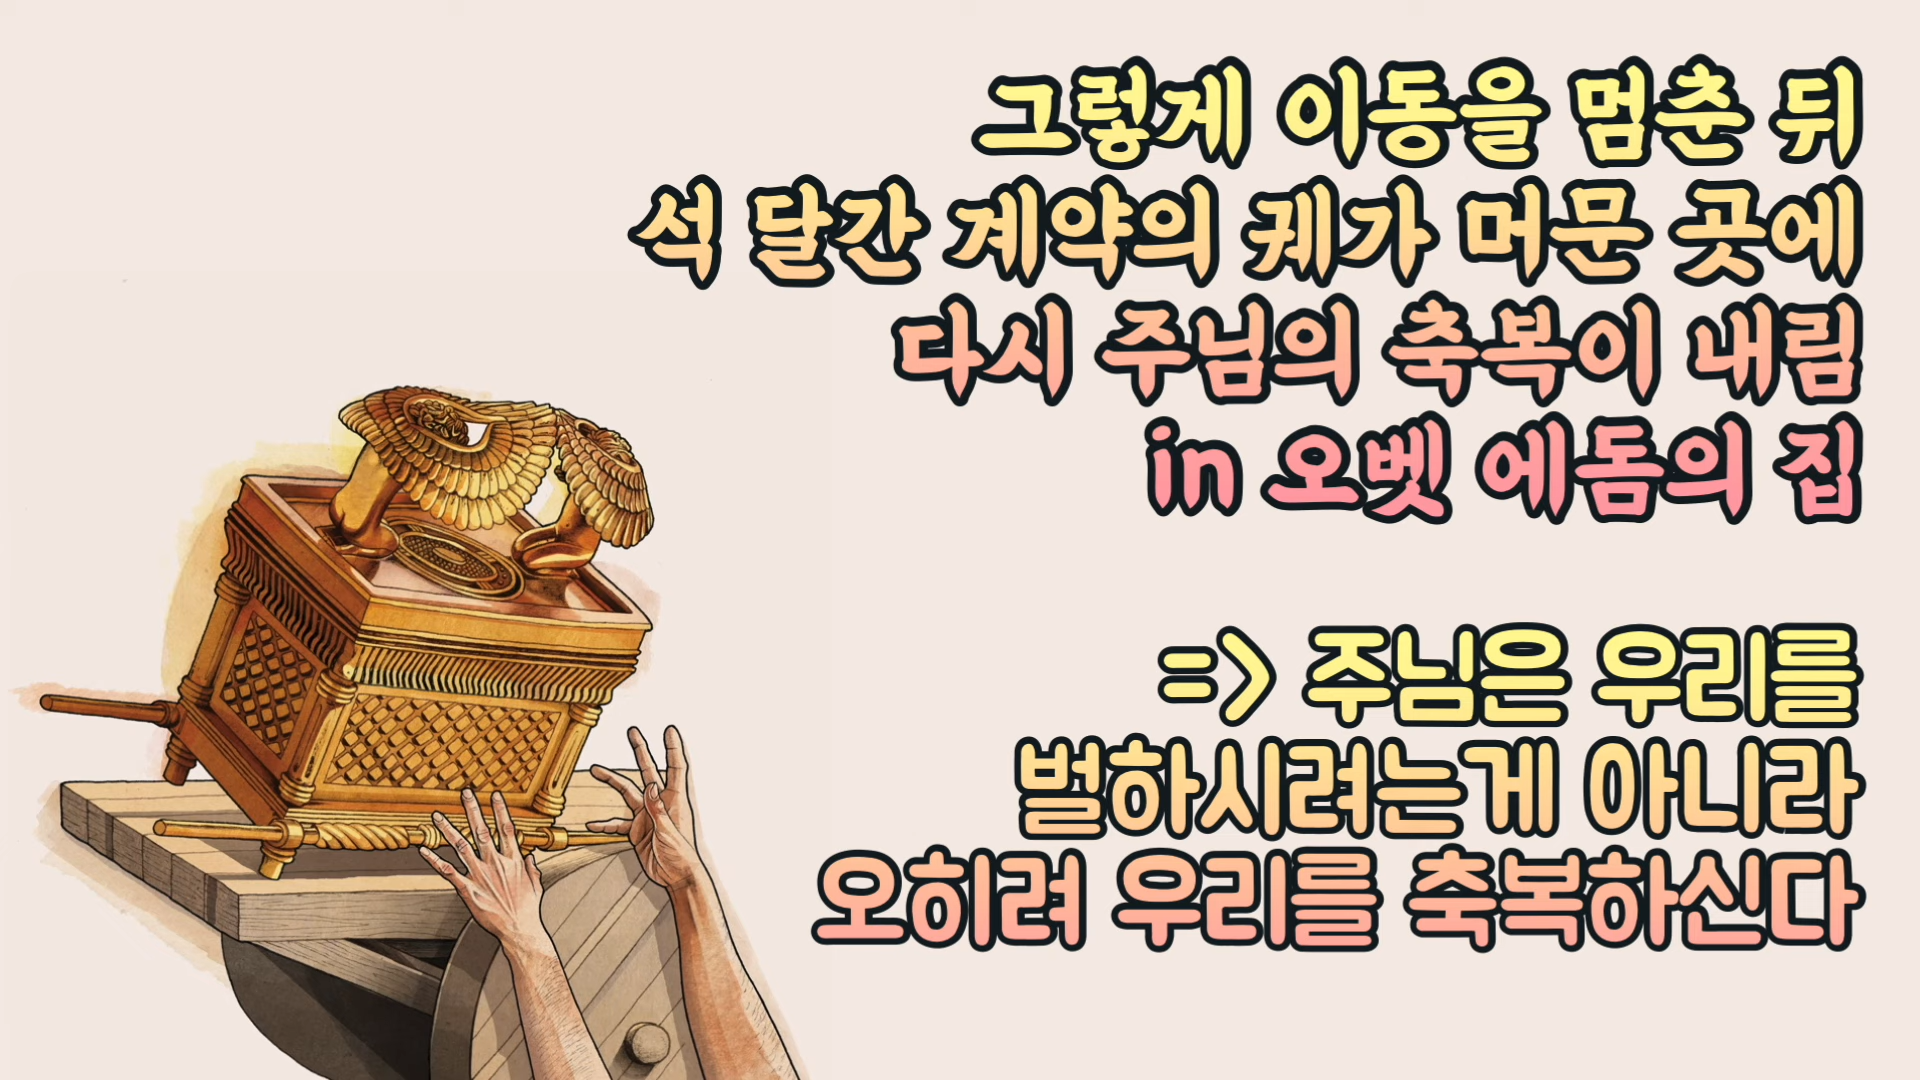 그렇게 이동을 멈춘 뒤
석 달간 계약의 궤가 머문 곳에
다시 주님의 축복이 내림
in 오벳 에돔의 집
=> 주님은 우리를
벌하시려는게 아니라
오히려 우리를 축복하신다